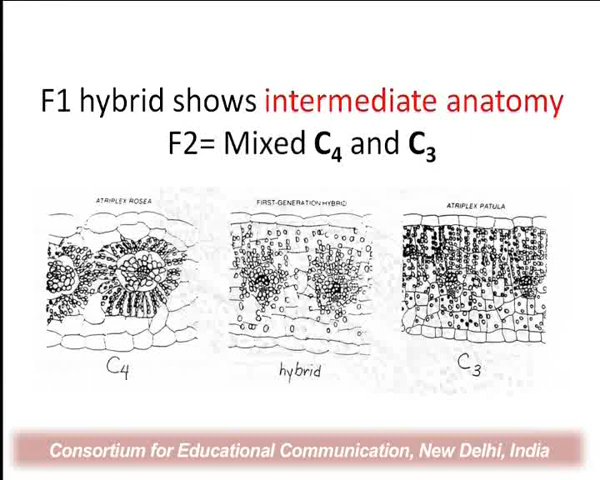 F1 hybrid shows intermediate anatomy
F2= Mixed C₄ and C₃
ATRIPLEX ROSEA
FIRST-GENERATION HYBRID
ATRIPLEX PATULA
C₄
hybrid
C₃
Consortium for Educational Communication, New Delhi, India